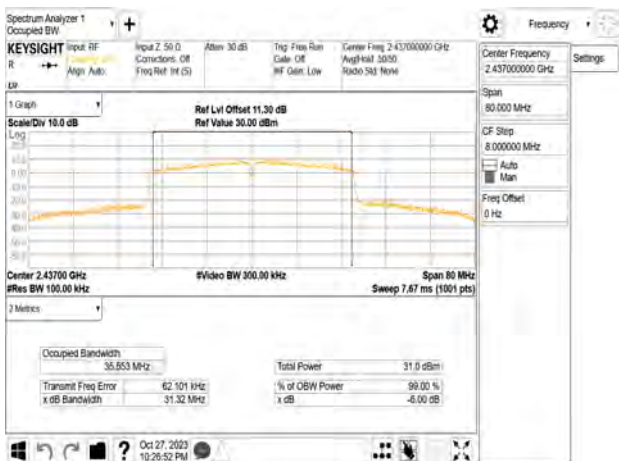 Spectrum Analyzer 1
Occupied BW
Frequency
KEYSIGHT
R
Input: RF
Align: Auto
Input Z: 50 Ω
Corrections: Off
Freq Ref: Int (S)
Atten: 30 dB
Trig: Free Run
Gate: Off
#IF Gain: Low
Center Freq: 2.437000000 GHz
Avg|Hold: 50/50
Radio Std: None
1 Graph
Scale/Div 10.0 dB
Log
Ref Lvl Offset 11.30 dB
Ref Value 30.00 dBm
0.00
Center 2.43700 GHz
#Res BW 100.00 kHz
#Video BW 300.00 kHz
Span 80 MHz
Sweep 7.67 ms (1001 pts)
2 Metrics
Occupied Bandwidth
35.853 MHz
Total Power 31.0 dBm
Transmit Freq Error 62.101 kHz
% of OBW Power 99.00 %
x dB Bandwidth 31.32 MHz
x dB -6.00 dB
Center Frequency
2.437000000 GHz
Settings
Span
80.000 MHz
CF Step
8.000000 MHz
Auto
Man
Freq Offset
0 Hz
?
Oct 27, 2023
10:26:52 PM